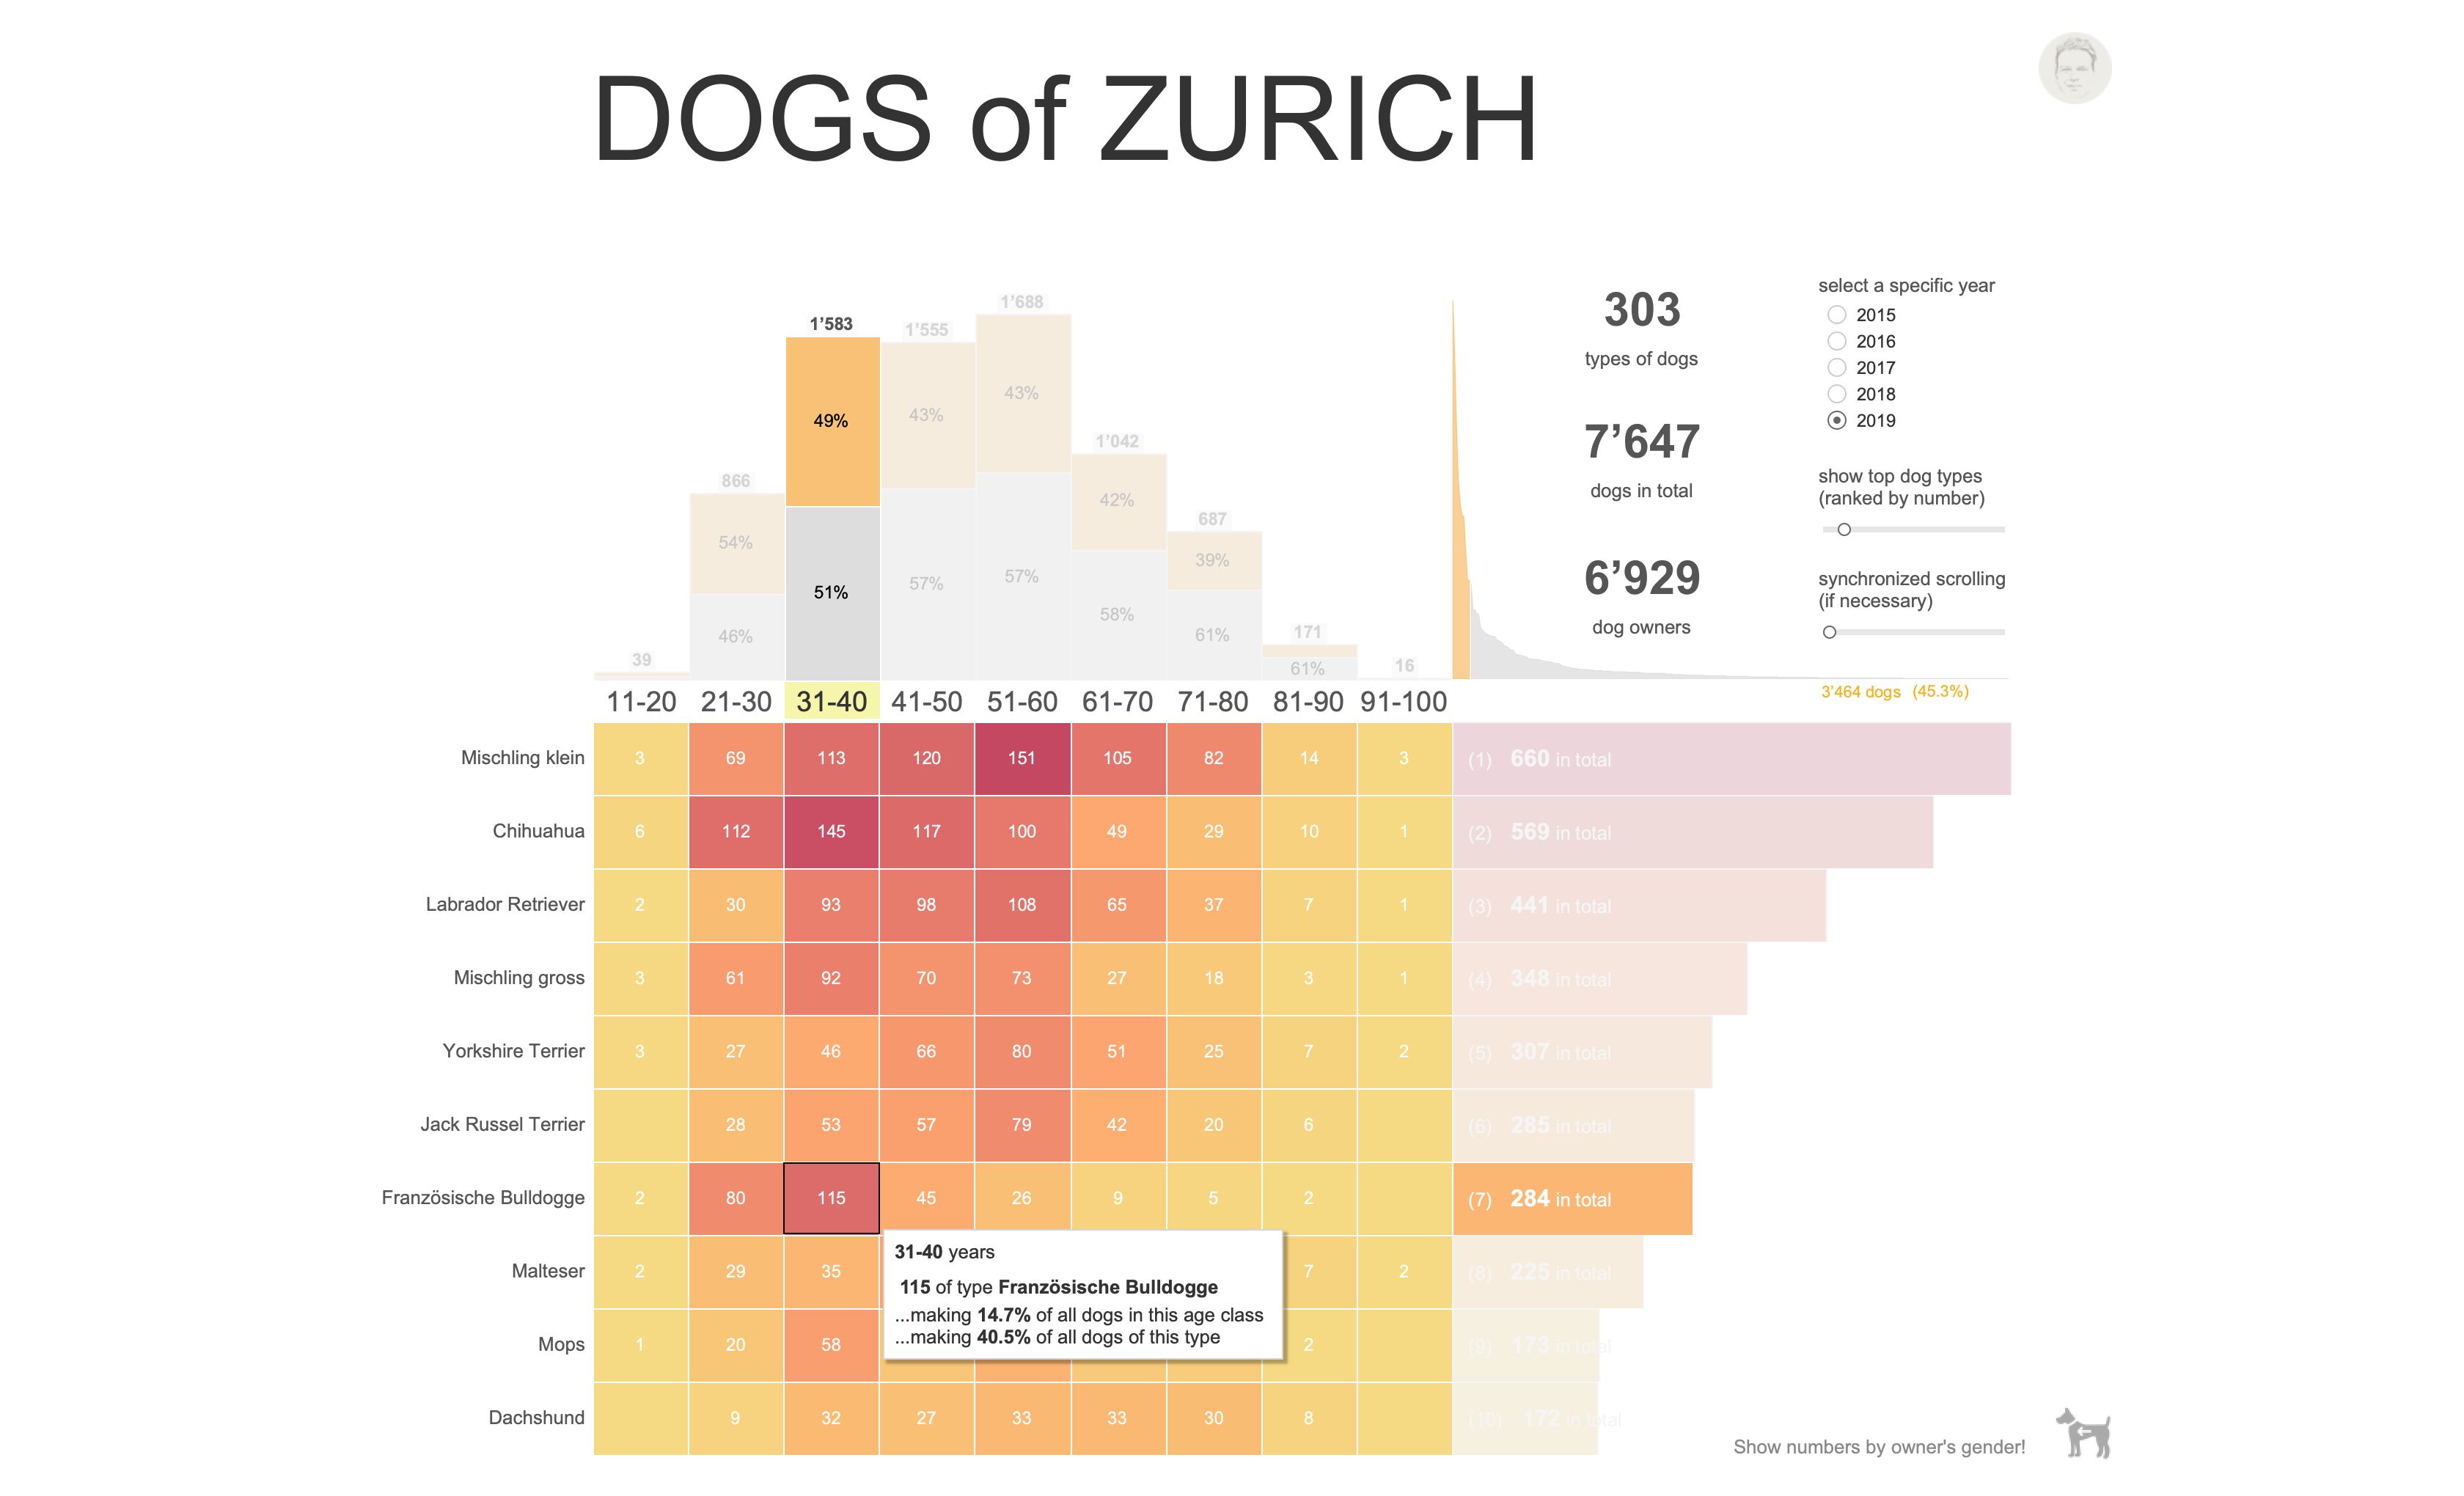 DOGS of ZURICH
303
types of dogs
7’647
dogs in total
6’929
dog owners
select a specific year
2015
2016
2017
2018
2019
show top dog types
(ranked by number)
synchronized scrolling
(if necessary)
3'464 dogs (45.3%)
39 866 1’583 1’555 1’688 1’042 687 171 16
54% 49% 43% 43% 42% 39%
46% 51% 57% 57% 58% 61% 61%
11-20 21-30 31-40 41-50 51-60 61-70 71-80 81-90 91-100
Mischling klein 3 69 113 120 151 105 82 14 3 (1) 660 in total
Chihuahua 6 112 145 117 100 49 29 10 1 (2) 569 in total
Labrador Retriever 2 30 93 98 108 65 37 7 1 (3) 441 in total
Mischling gross 3 61 92 70 73 27 18 3 1 (4) 348 in total
Yorkshire Terrier 3 27 46 66 80 51 25 7 2 (5) 307 in total
Jack Russel Terrier 28 53 57 79 42 20 6 (6) 285 in total
Französische Bulldogge 2 80 115 45 26 9 5 2 (7) 284 in total
Malteser 2 29 35 7 2 (8) 225 in total
Mops 1 20 58 2 (9) 173 in total
Dachshund 9 32 27 33 33 30 8 (10) 172 in total
31-40 years
115 of type Französische Bulldogge
...making 14.7% of all dogs in this age class
...making 40.5% of all dogs of this type
Show numbers by owner's gender!